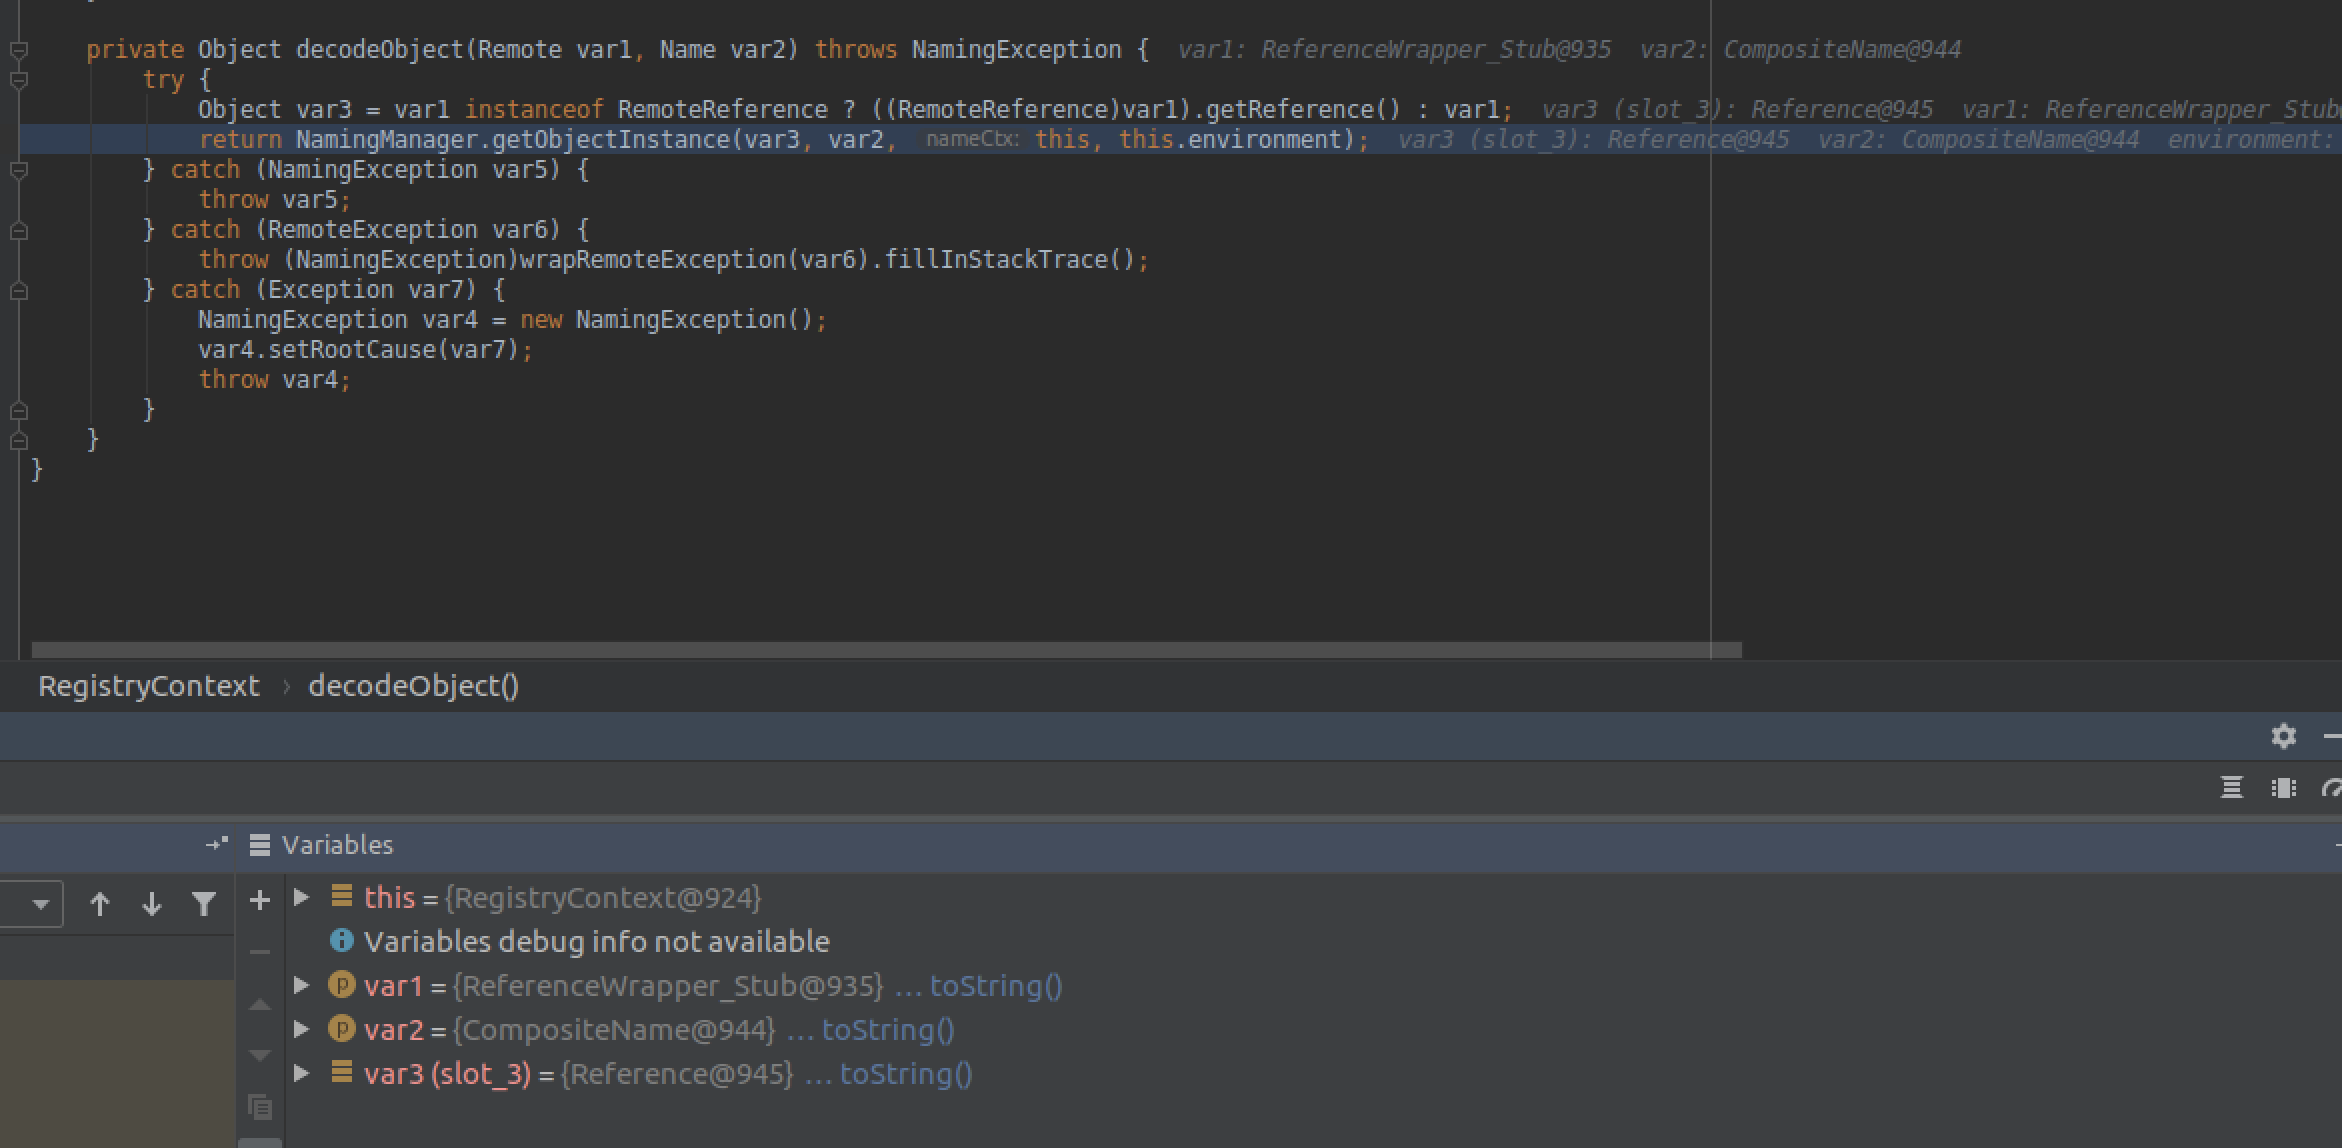 private Object decodeObject(Remote var1, Name var2) throws NamingException {  var1: ReferenceWrapper_Stub@935  var2: CompositeName@944
try {
Object var3 = var1 instanceof RemoteReference ? ((RemoteReference)var1).getReference() : var1;  var3 (slot_3): Reference@945  var1: ReferenceWrapper_Stub
return NamingManager.getObjectInstance(var3, var2, nameCtx: this, this.environment);  var3 (slot_3): Reference@945  var2: CompositeName@944  environment:
} catch (NamingException var5) {
throw var5;
} catch (RemoteException var6) {
throw (NamingException)wrapRemoteException(var6).fillInStackTrace();
} catch (Exception var7) {
NamingException var4 = new NamingException();
var4.setRootCause(var7);
throw var4;
}
}
}
RegistryContext › decodeObject()
Variables
this = {RegistryContext@924}
Variables debug info not available
var1 = {ReferenceWrapper_Stub@935} ... toString()
var2 = {CompositeName@944} ... toString()
var3 (slot_3) = {Reference@945} ... toString()